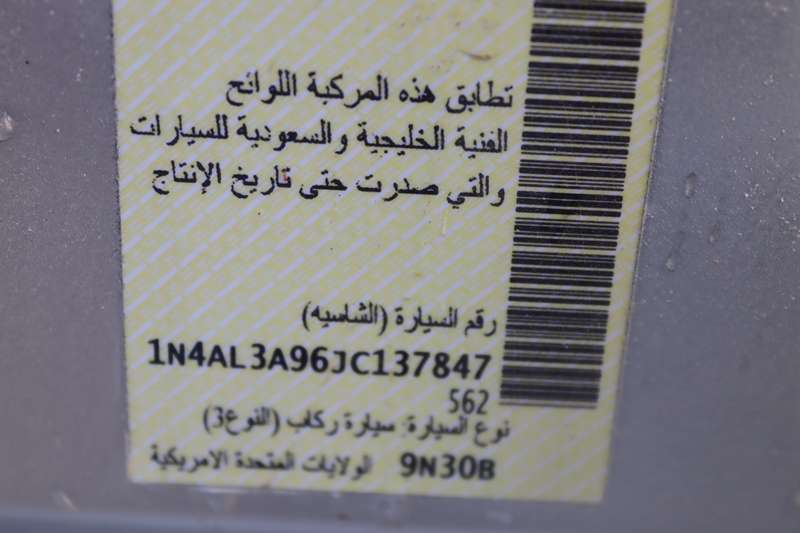 تطابق هذه المركبة اللوائح
الفنية الخليجية والسعودية للسيارات
والتي صدرت حتى تاريخ الإنتاج
رقم السيارة (الشاسيه)
1N4AL3A96JC137847
562
نوع السيارة: سيارة ركاب (النوع3)
9N30B الولايات المتحدة الامريكية